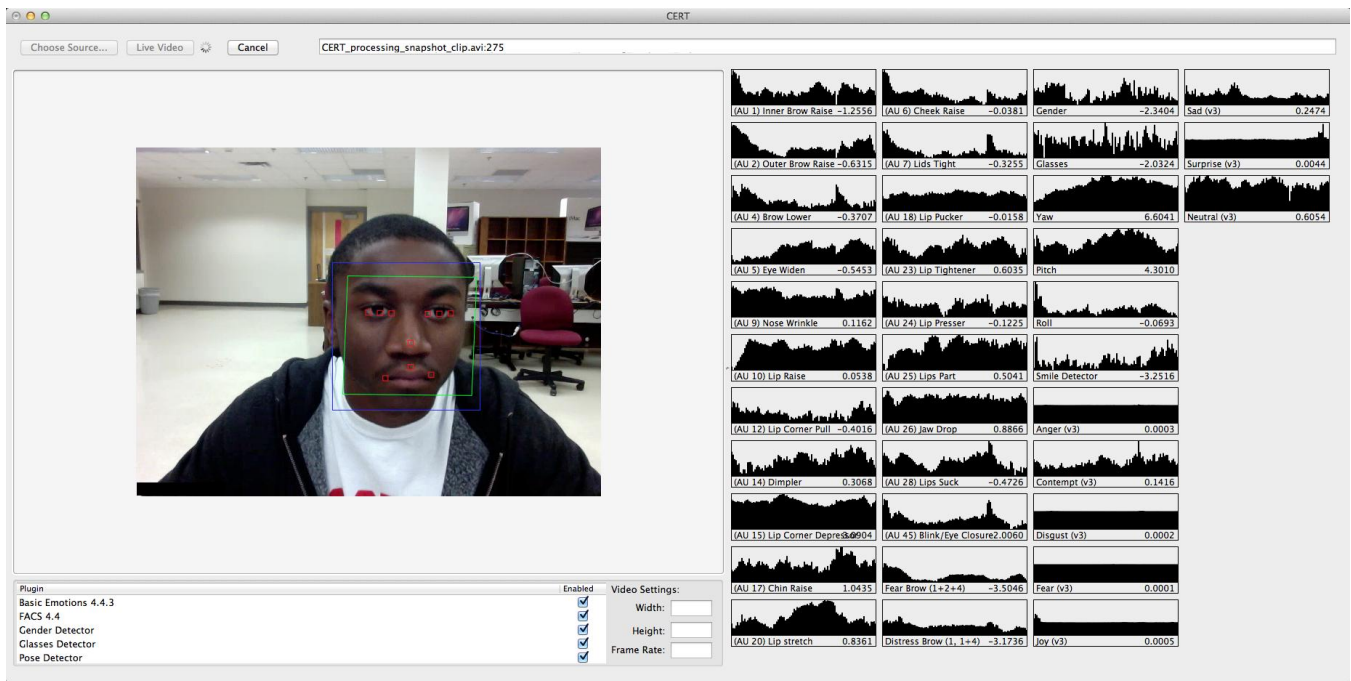 CERT
Choose Source...
Live Video
Cancel
CERT_processing_snapshot_clip.avi:275
(AU 1) Inner Brow Raise -1.2556
(AU 6) Cheek Raise -0.0381
Gender -2.3404
Sad (v3) 0.2474
(AU 2) Outer Brow Raise -0.6315
(AU 7) Lids Tight -0.3255
Glasses -2.0324
Surprise (v3) 0.0044
(AU 4) Brow Lower -0.3707
(AU 18) Lip Pucker -0.0158
Yaw 6.6041
Neutral (v3) 0.6054
(AU 5) Eye Widen -0.5453
(AU 23) Lip Tightener 0.6035
Pitch 4.3010
(AU 9) Nose Wrinkle 0.1162
(AU 24) Lip Presser -0.1225
Roll -0.0693
(AU 10) Lip Raise 0.0538
(AU 25) Lips Part 0.5041
Smile Detector -3.2516
(AU 12) Lip Corner Pull -0.4016
(AU 26) Jaw Drop 0.8866
Anger (v3) 0.0003
(AU 14) Dimpler 0.3068
(AU 28) Lips Suck -0.4726
Contempt (v3) 0.1416
(AU 15) Lip Corner Depressor
(AU 45) Blink/Eye Closure2.0060
Disgust (v3) 0.0002
(AU 17) Chin Raise 1.0435
Fear Brow (1+2+4) -3.5046
Fear (v3) 0.0001
(AU 20) Lip stretch 0.8361
Distress Brow (1, 1+4) -3.1736
Joy (v3) 0.0005
Plugin Enabled
Basic Emotions 4.4.3
FACS 4.4
Gender Detector
Glasses Detector
Pose Detector
Video Settings:
Width:
Height:
Frame Rate: